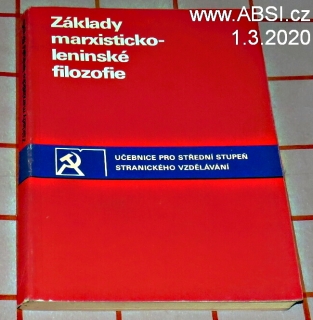 www.ABSI.cz
1.3.2020
Základy
marxisticko-
leninské
filozofie
UČEBNICE PRO STŘEDNÍ STUPEŇ
STRANICKÉHO VZDĚLÁVÁNÍ